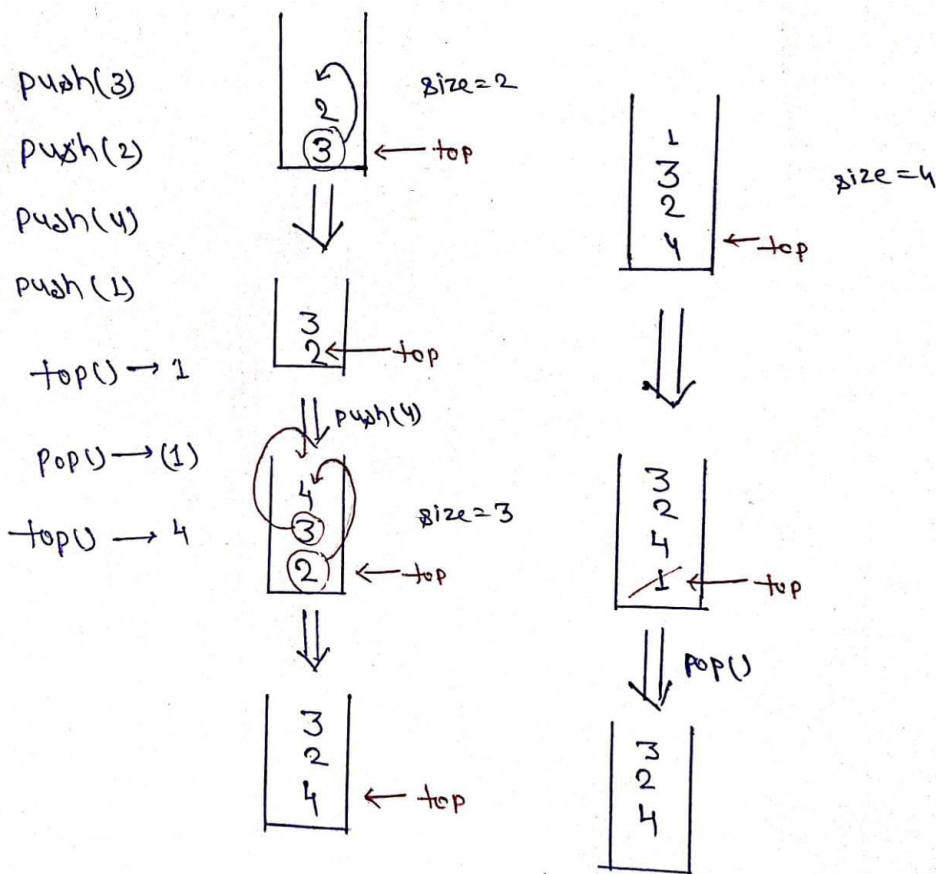 push(3)
push(2)
push(4)
push(1)
top() → 1
pop() → (1)
top() → 4
2
3
size=2
← top
3
2 ← top
push(4)
4
3
2
size=3
← top
3
2
4
← top
1
3
2
4
size=4
← top
3
2
4
1 ← top
pop()
3
2
4